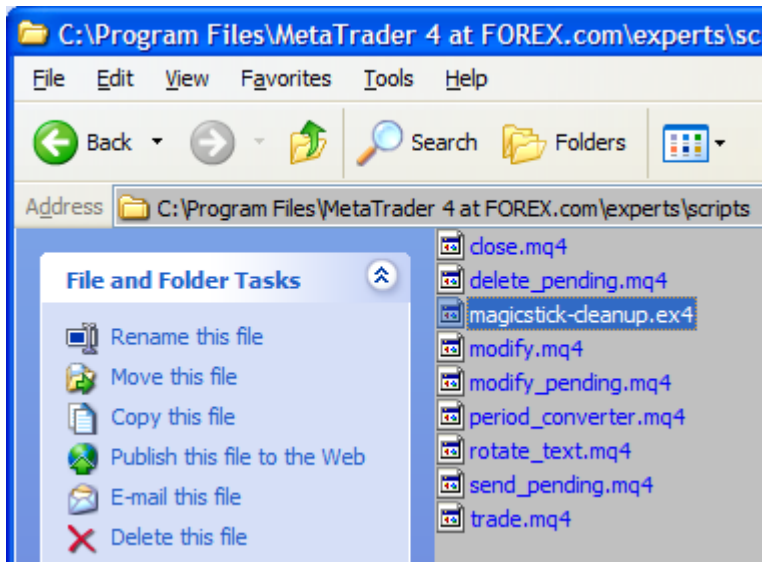 C:\Program Files\MetaTrader 4 at FOREX.com\experts\sc
File Edit View Favorites Tools Help
Back Search Folders
Address C:\Program Files\MetaTrader 4 at FOREX.com\experts\scripts
File and Folder Tasks
Rename this file
Move this file
Copy this file
Publish this file to the Web
E-mail this file
Delete this file
close.mq4
delete_pending.mq4
magicstick-cleanup.ex4
modify.mq4
modify_pending.mq4
period_converter.mq4
rotate_text.mq4
send_pending.mq4
trade.mq4